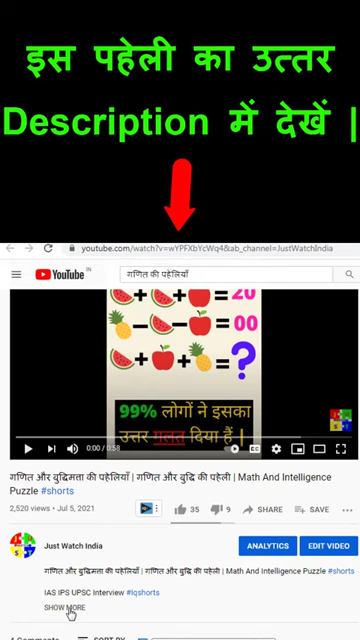 इस पहेली का उत्तर
Description में देखें |
youtube.com/watch?v=wYPFXbYcWq4&ab_channel=JustWatchIndia
YouTube IN
गणित की पहेलियाँ
+ + = 20
- - = 00
+ + = ?
99% लोगों ने इसका
उत्तर गलत दिया हैं |
0:00 / 0:58
गणित और बुद्धिमत्ता की पहेलियाँ | गणित और बुद्धि की पहेली | Math And Intelligence
Puzzle #shorts
2,520 views • Jul 5, 2021
35
9
SHARE
SAVE
Just Watch India
ANALYTICS
EDIT VIDEO
गणित और बुद्धिमत्ता की पहेलियाँ | गणित और बुद्धि की पहेली | Math And Intelligence Puzzle #shorts
IAS IPS UPSC Interview #Iqshorts
SHOW MORE
SORT BY